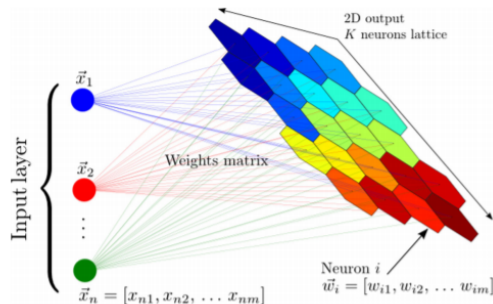 2D output
K neurons lattice
x⃗₁
Weights matrix
x⃗₂
Input layer
⋮
Neuron i
x⃗ₙ = [xₙ₁, xₙ₂, … xₙₘ]
w⃗ᵢ = [wᵢ₁, wᵢ₂, … wᵢₘ]